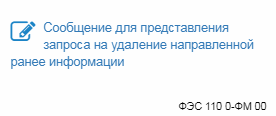 Сообщение для представления
запроса на удаление направленной
ранее информации
ФЭС 110 0-ФМ 00